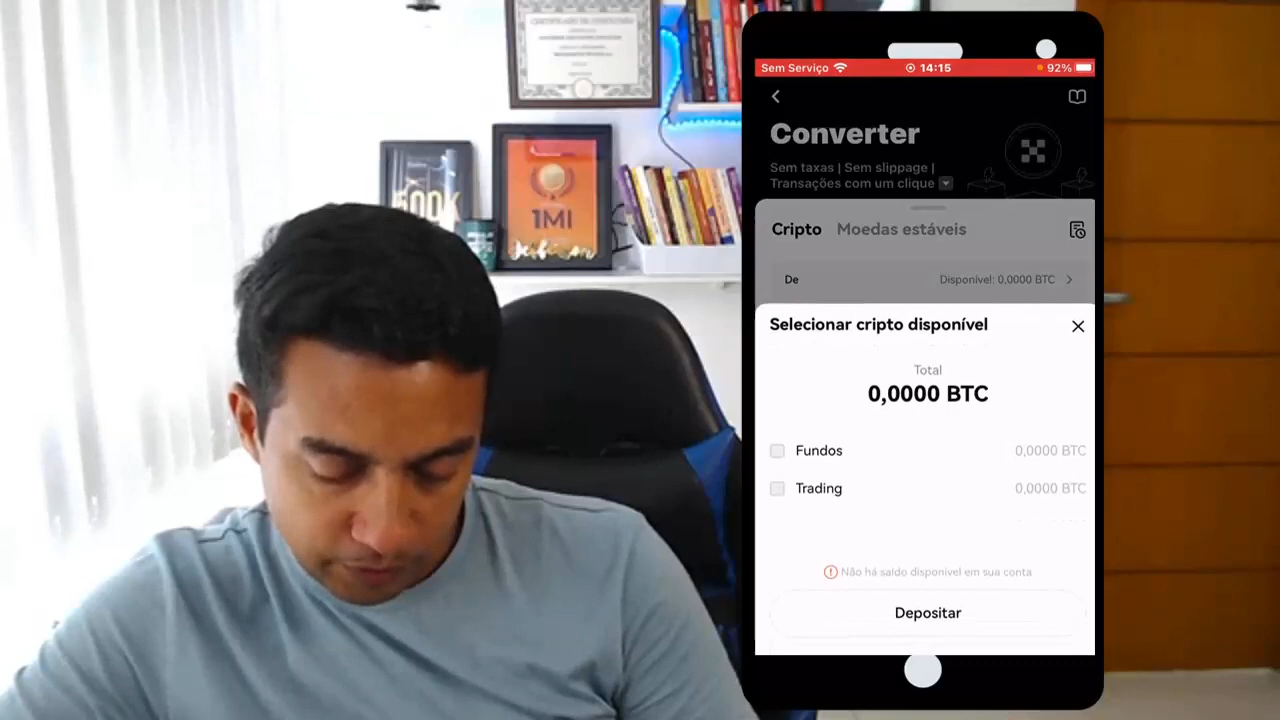 600K
1MI
Sem Serviço
14:15
92%
Converter
Sem taxas | Sem slippage |
Transações com um clique
Cripto Moedas estáveis
De Disponível: 0,0000 BTC
Selecionar cripto disponível
Total
0,0000 BTC
Fundos 0,0000 BTC
Trading 0,0000 BTC
Não há saldo disponível em sua conta
Depositar